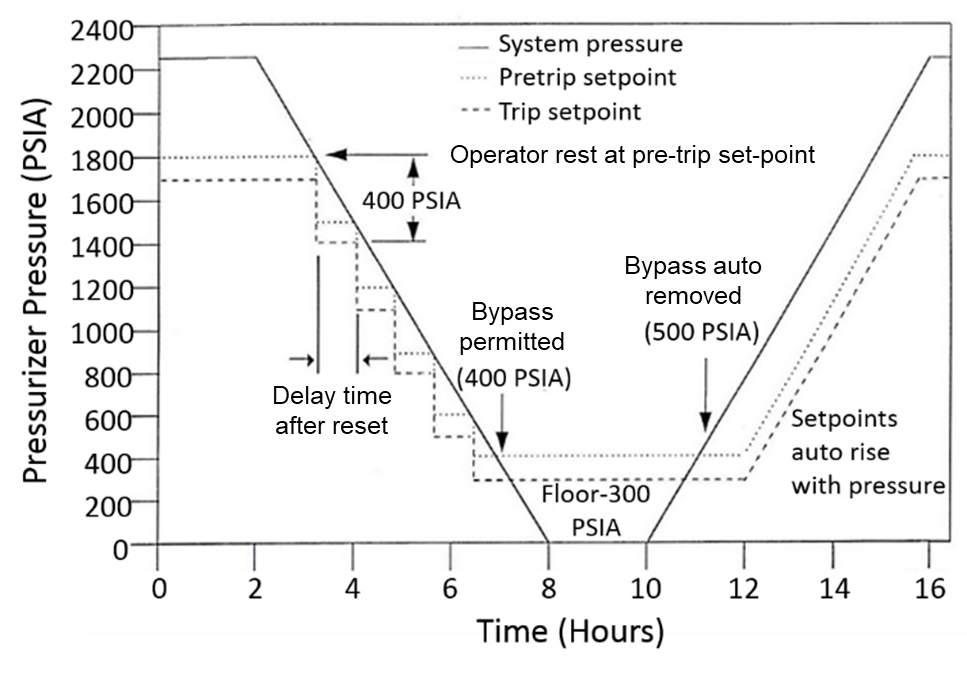 2400
2200
2000
1800
1600
1400
1200
1000
800
600
400
200
0
Pressurizer Pressure (PSIA)
System pressure
Pretrip setpoint
Trip setpoint
Operator rest at pre-trip set-point
400 PSIA
Bypass auto
removed
(500 PSIA)
Bypass
permitted
(400 PSIA)
Delay time
after reset
Setpoints
auto rise
with pressure
Floor-300
PSIA
0 2 4 6 8 10 12 14 16
Time (Hours)